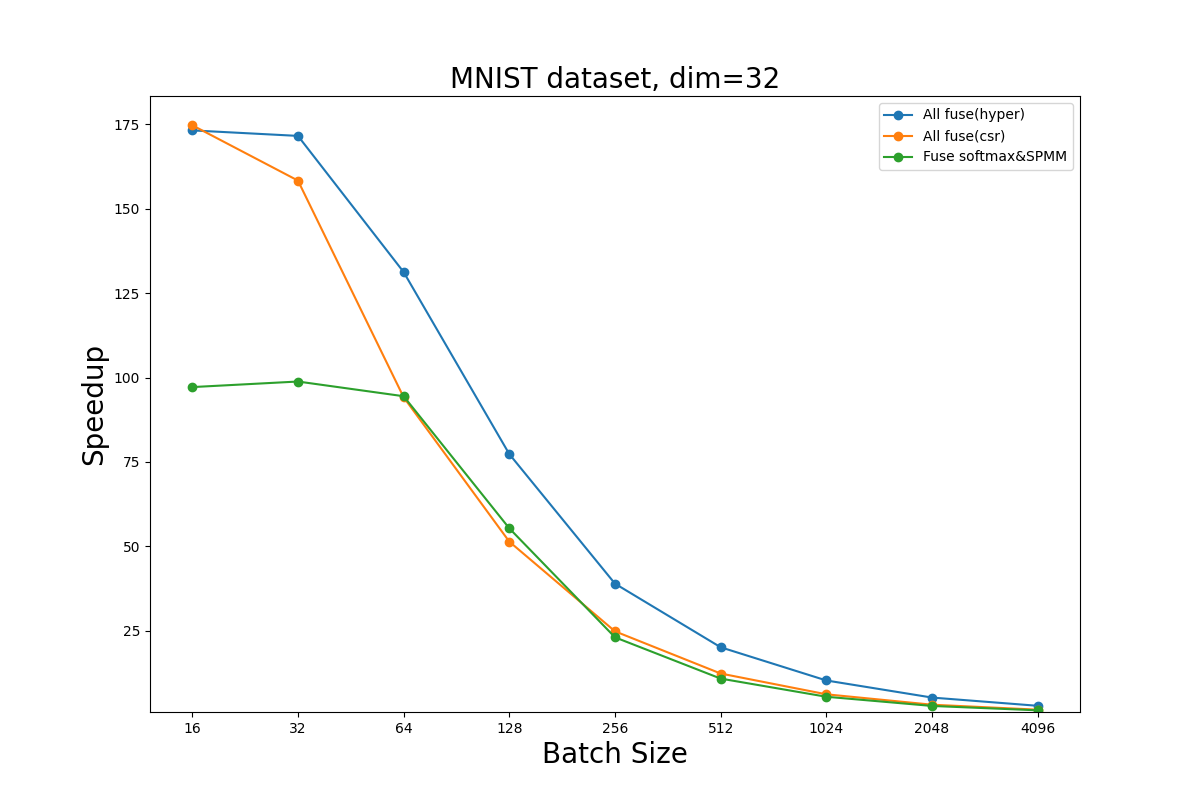 MNIST dataset, dim=32
All fuse(hyper)
All fuse(csr)
Fuse softmax&SPMM
Speedup
175
150
125
100
75
50
25
16 32 64 128 256 512 1024 2048 4096
Batch Size